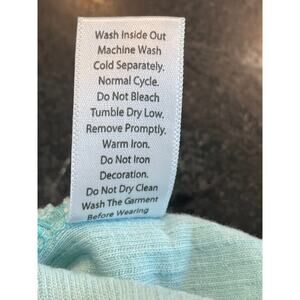 Wash Inside Out
Machine Wash
Cold Separately.
Normal Cycle.
Do Not Bleach
Tumble Dry Low.
Remove Promptly.
Warm Iron.
Do Not Iron
Decoration.
Do Not Dry Clean
Wash The Garment
Before Wearing